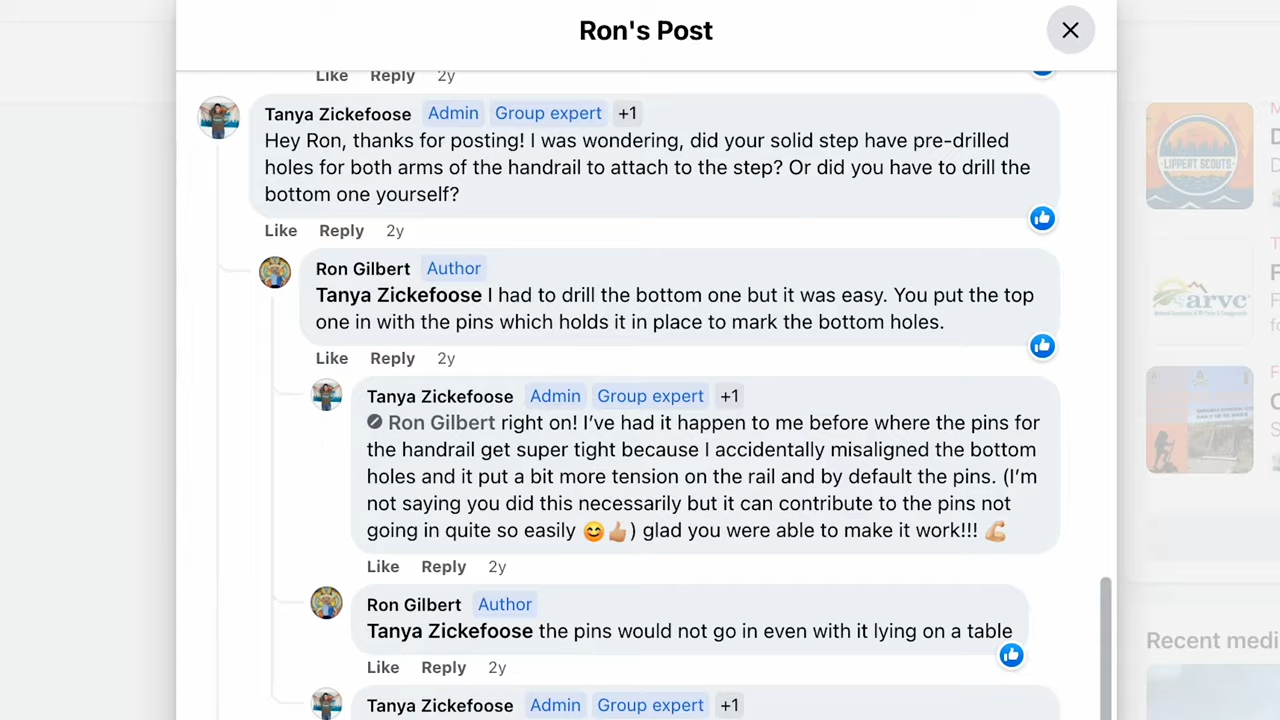 Ron's Post
Like Reply 2y
Tanya Zickefoose Admin Group expert +1
Hey Ron, thanks for posting! I was wondering, did your solid step have pre-drilled
holes for both arms of the handrail to attach to the step? Or did you have to drill the
bottom one yourself?
Like Reply 2y
Ron Gilbert Author
Tanya Zickefoose I had to drill the bottom one but it was easy. You put the top
one in with the pins which holds it in place to mark the bottom holes.
Like Reply 2y
Tanya Zickefoose Admin Group expert +1
Ron Gilbert right on! I’ve had it happen to me before where the pins for
the handrail get super tight because I accidentally misaligned the bottom
holes and it put a bit more tension on the rail and by default the pins. (I’m
not saying you did this necessarily but it can contribute to the pins not
going in quite so easily 😊👍🏼) glad you were able to make it work!!! 💪🏼
Like Reply 2y
Ron Gilbert Author
Tanya Zickefoose the pins would not go in even with it lying on a table
Like Reply 2y
Tanya Zickefoose Admin Group expert +1
LIPPERT SCOUTS
arvc
Recent medi